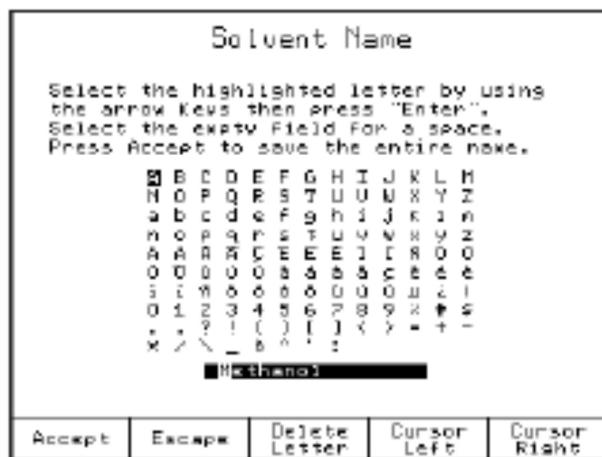 Solvent Name
Select the highlighted letter by using
the arrow Keys then press "Enter".
Select the empty field for a space.
Press Accept to save the entire name.
A B C D E F G H I J K L M
N O P Q R S T U V W X Y Z
a b c d e f g h i j k l m
n o p q r s t u v w x y z
0 1 2 3 4 5 6 7 8 9
Methanol
Accept
Escape
Delete Letter
Cursor Left
Cursor Right